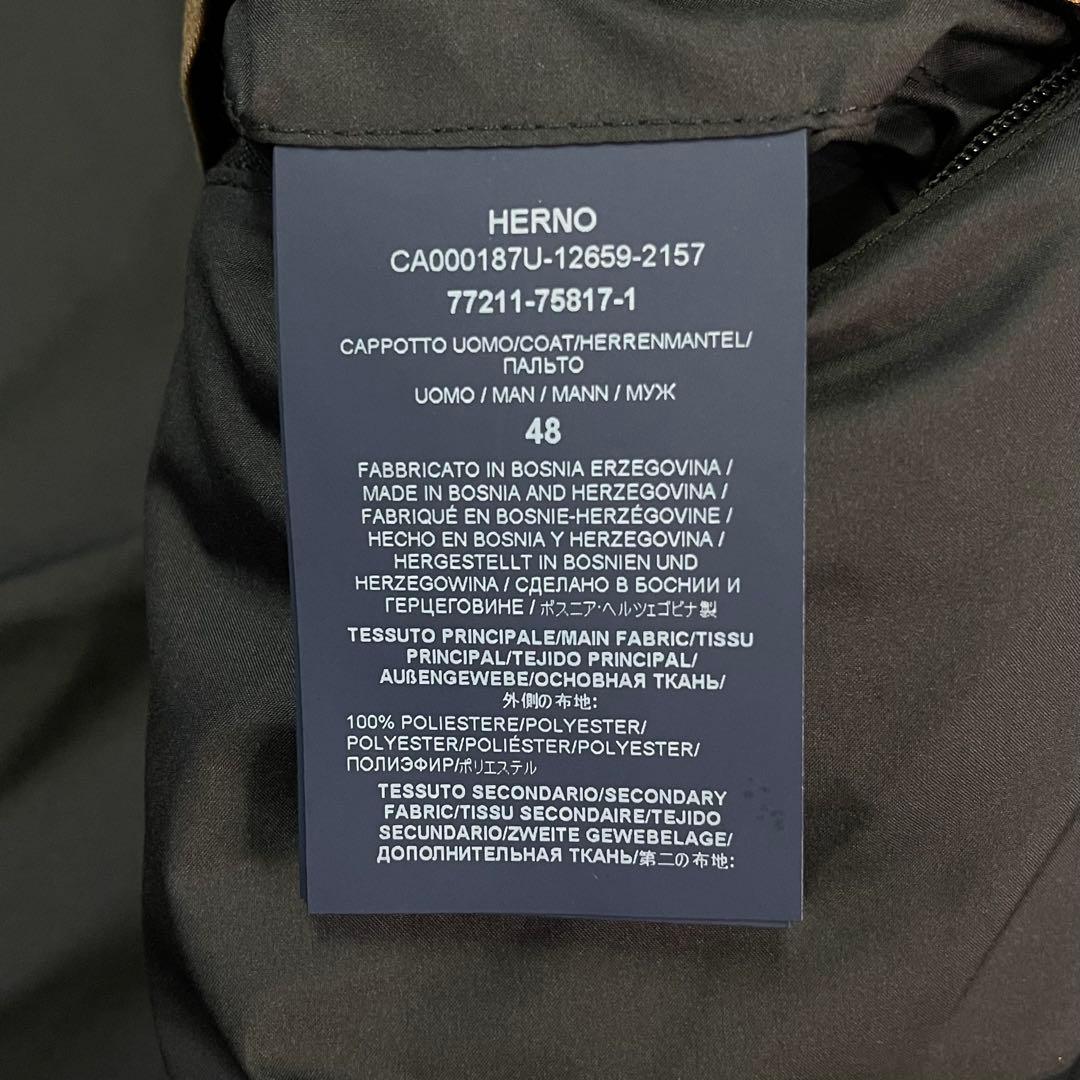 HERNO
CA000187U-12659-2157
77211-75817-1
CAPPOTTO UOMO/COAT/HERRENMANTEL/
ПАЛЬТО
UOMO / MAN / MANN / МУЖ
48
FABBRICATO IN BOSNIA ERZEGOVINA /
MADE IN BOSNIA AND HERZEGOVINA /
FABRIQUÉ EN BOSNIE-HERZÉGOVINE /
HECHO EN BOSNIA Y HERZEGOVINA /
HERGESTELLT IN BOSNIEN UND
HERZEGOWINA / СДЕЛАНО В БОСНИИ И
ГЕРЦЕГОВИНЕ / ボスニア・ヘルツェゴビナ製
TESSUTO PRINCIPALE/MAIN FABRIC/TISSU
PRINCIPAL/TEJIDO PRINCIPAL/
AUßENGEWEBE/ОСНОВНАЯ ТКАНЬ/
外側の布地:
100% POLIESTERE/POLYESTER/
POLYESTER/POLIÉSTER/POLYESTER/
ПОЛИЭФИР/ポリエステル
TESSUTO SECONDARIO/SECONDARY
FABRIC/TISSU SECONDAIRE/TEJIDO
SECUNDARIO/ZWEITE GEWEBELAGE/
ДОПОЛНИТЕЛЬНАЯ ТКАНЬ/第二の布地: